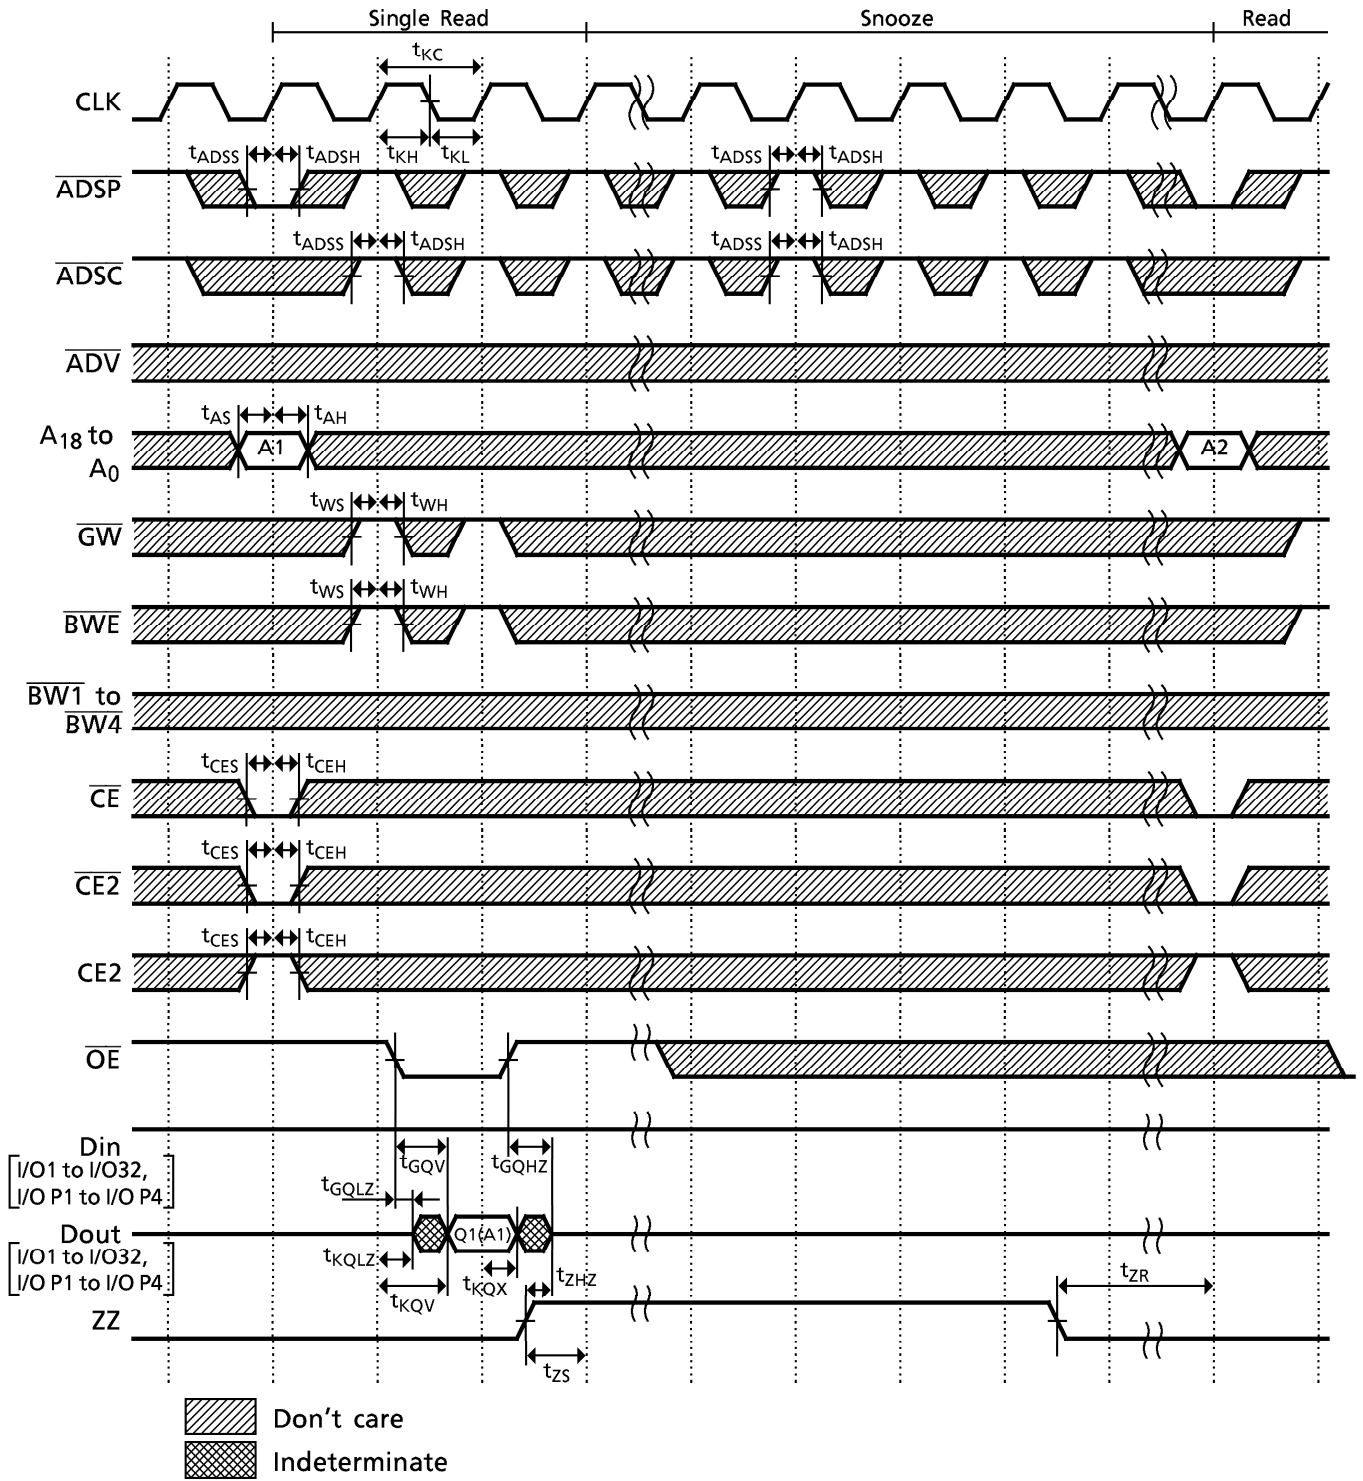 Single Read Snooze Read
tKC
CLK
tADSS tADSH tKH tKL tADSS tADSH
ADSP
tADSS tADSH tADSS tADSH
ADSC
ADV
tAS tAH
A18 to
A0
A1 A2
tWS tWH
GW
tWS tWH
BWE
BW1 to
BW4
tCES tCEH
CE
tCES tCEH
CE2
tCES tCEH
CE2
OE
Din
I/O1 to I/O32,
I/O P1 to I/O P4
tGQV tGQHZ
tGQLZ
Dout
Q1(A1)
I/O1 to I/O32,
I/O P1 to I/O P4
tKQLZ
tKQV tKQX tZHZ tZR
ZZ
tZS
Don't care
Indeterminate